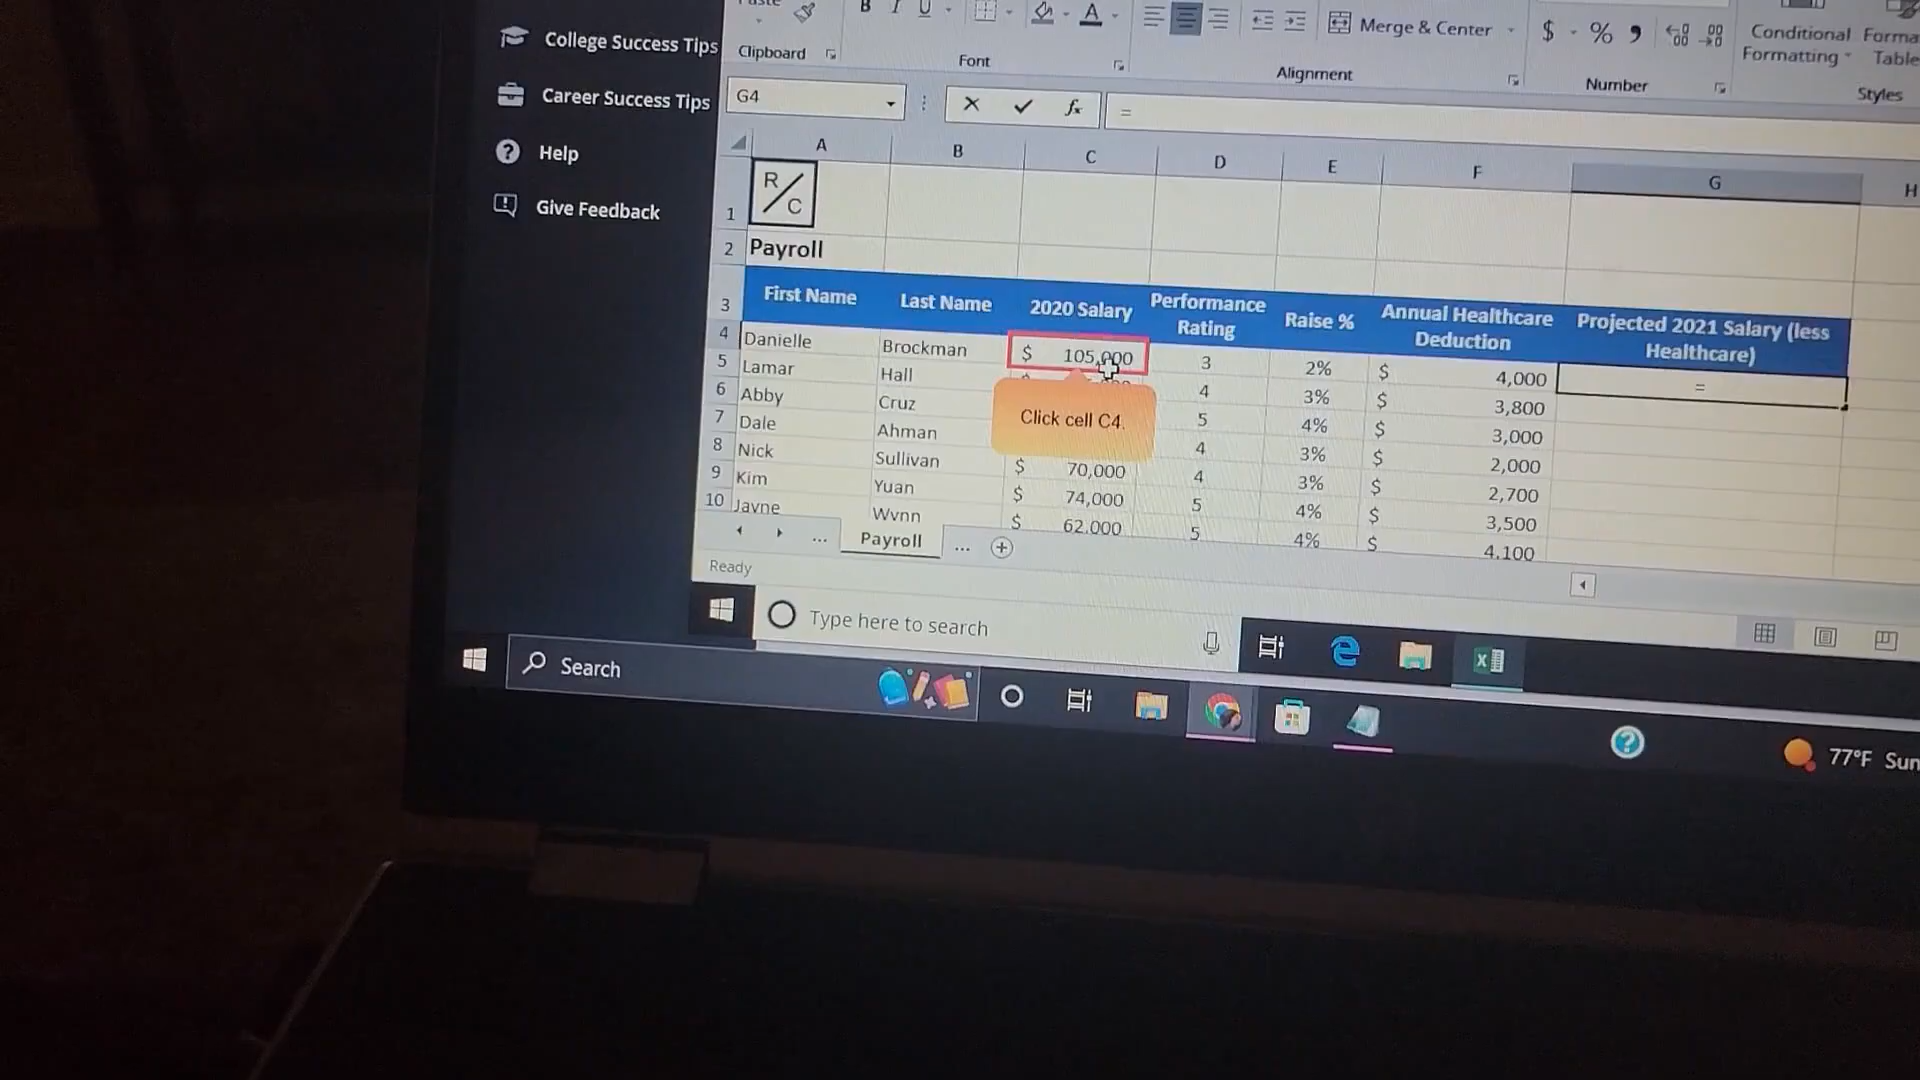 College Success Tips
Career Success Tips
Help
Give Feedback
B I U
A
Merge & Center
$ % ,
Conditional
Formatting
Table
Clipboard
Font
Alignment
Number
Styles
G4
fx
=
A B C D E F G H
1
R/C
2 Payroll
3 First Name Last Name 2020 Salary Performance Rating Raise % Annual Healthcare Deduction Projected 2021 Salary (less Healthcare)
4 Danielle Brockman $ 105,000 3 2% $ 4,000 =
5 Lamar Hall 4 3% $ 3,800
6 Abby Cruz 5 4% $ 3,000
7 Dale Ahman 4 3% $ 2,000
8 Nick Sullivan $ 70,000 4 3% $ 2,700
9 Kim Yuan $ 74,000 5 4% $ 3,500
10 Jayne Wynn $ 62,000 5 4% $ 4,100
Click cell C4.
... Payroll ...
Ready
Type here to search
Search
77°F